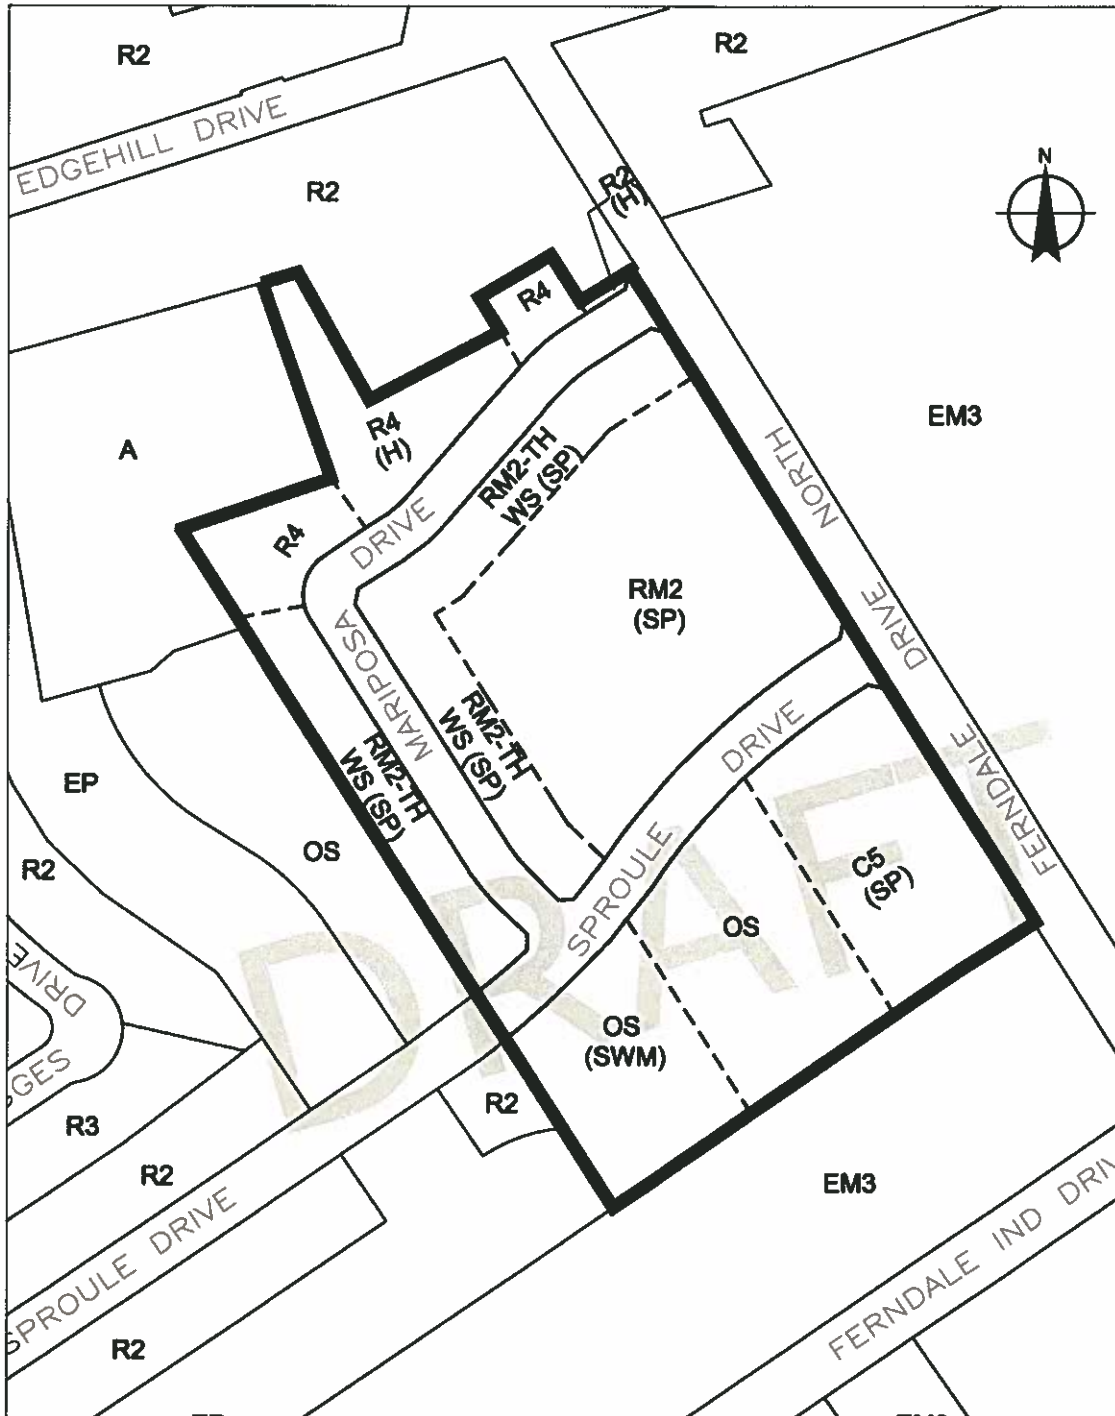 R2
R2
EDGEHILL DRIVE
R2
R2
(H)
N
R4
A
R4
(H)
EM3
RM2-TH
WS (SP)
NORTH
R4
DRIVE
RM2
(SP)
DRIVE
MARIPOSA
RM2-TH
WS (SP)
RM2-TH
WS (SP)
DRIVE
FERNDALE
EP
OS
R2
C5
(SP)
SPROULE
OS
DRAFT
DRIVE
GES
OS
(SWM)
R2
R3
R2
EM3
SPROULE DRIVE
FERNDALE IND DRIV
R2